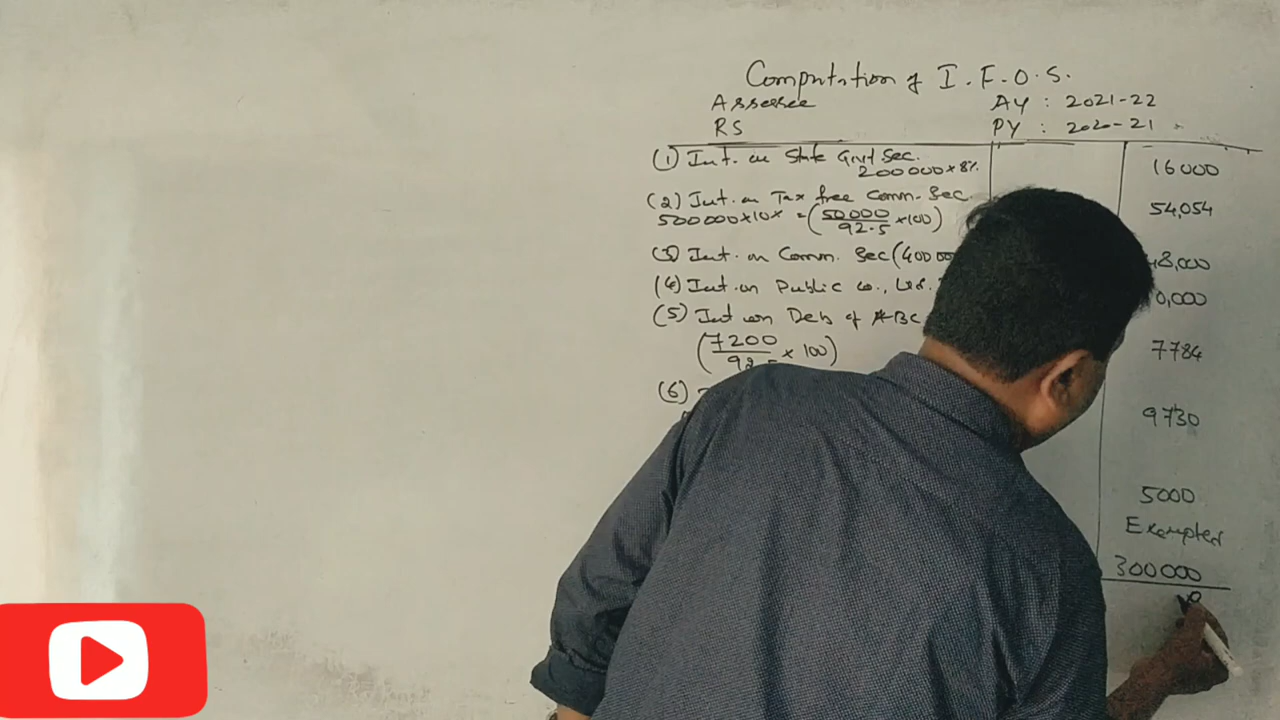 Computation of I.F.O.S.
Assessee AY : 2021-22
RS PY : 2020-21
(1) Int. on State Govt Sec.
200000×8% 16000
(2) Int. on Tax free Comm. Sec.
500000×10% = (50000/92.5 ×100) 54,054
(3) Int. on Comm. Sec (40000 8,000
(4) Int. on Public co., Ltd. 0,000
(5) Int on Deb of ABC
(7200/92.5 × 100) 7784
(6)
9730
5000
Exempted
300000